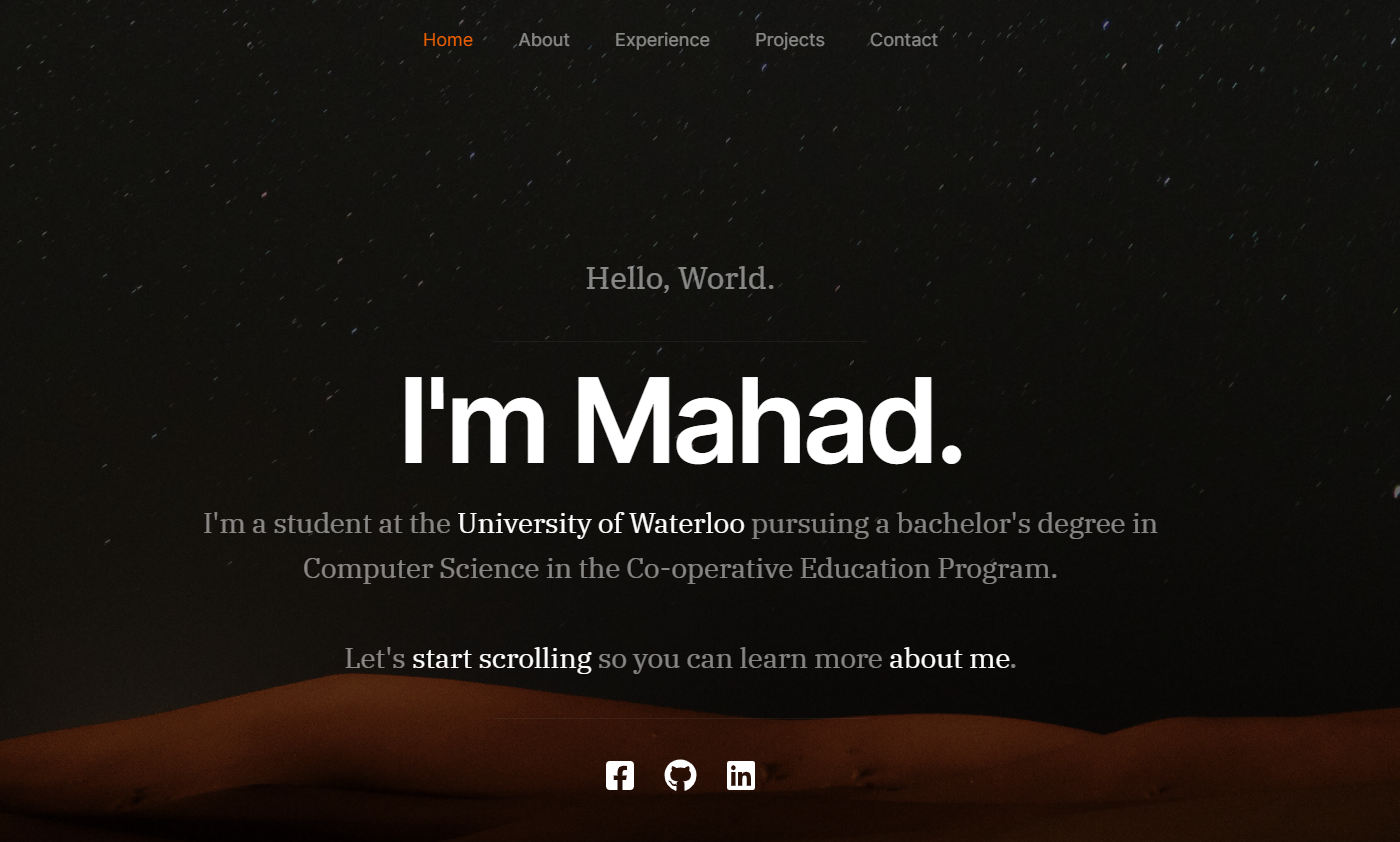 Home About Experience Projects Contact
Hello, World.
I'm Mahad.
I'm a student at the University of Waterloo pursuing a bachelor's degree in
Computer Science in the Co-operative Education Program.
Let's start scrolling so you can learn more about me.